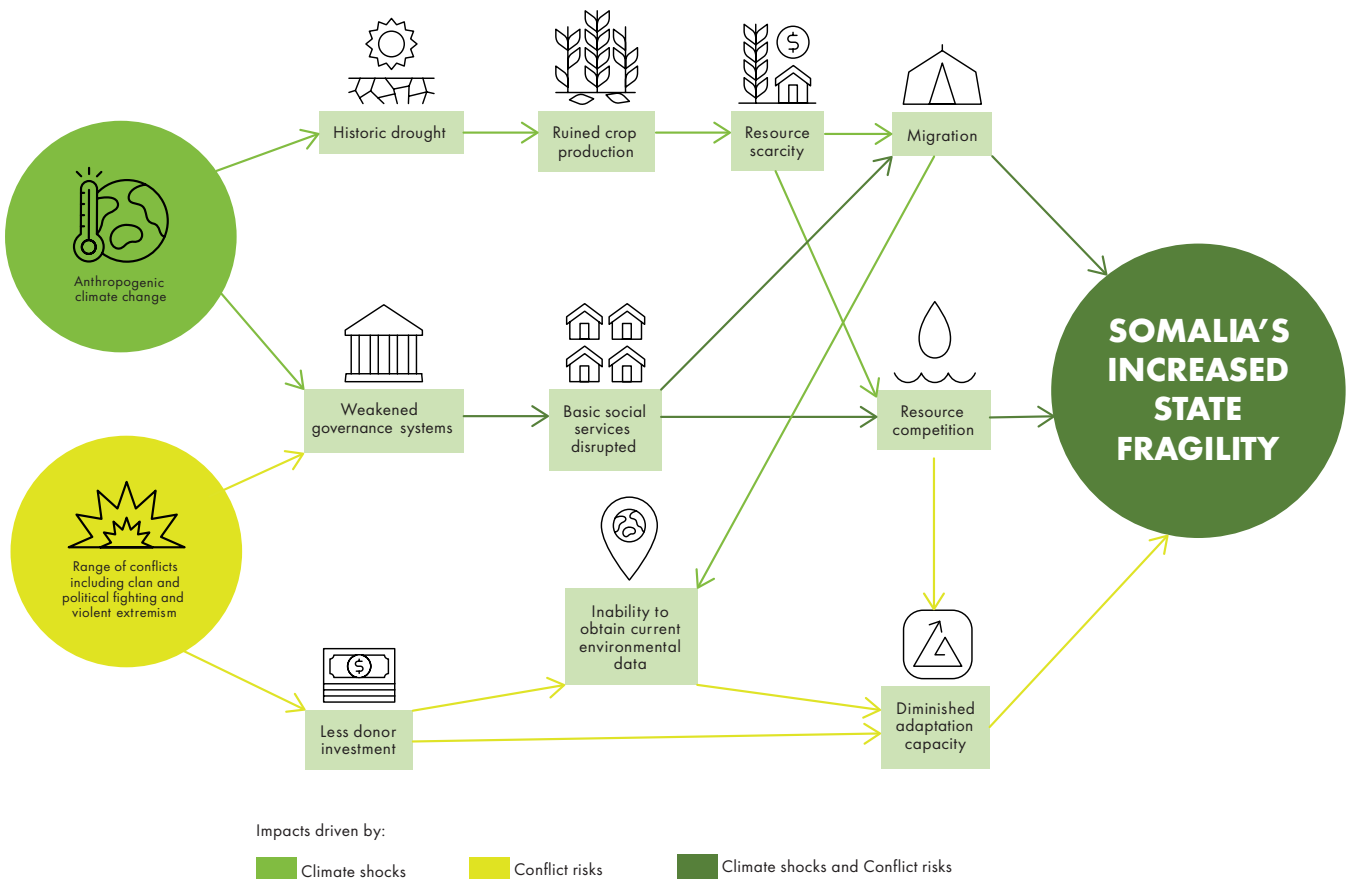 Historic drought
Ruined crop
production
Resource
scarcity
Migration
Anthropogenic
climate change
Weakened
governance systems
Basic social
services
disrupted
Resource
competition
SOMALIA'S
INCREASED
STATE
FRAGILITY
Range of conflicts
including clan and
political fighting and
violent extremism
Inability to
obtain current
environmental
data
Less donor
investment
Diminished
adaptation
capacity
Impacts driven by:
Climate shocks
Conflict risks
Climate shocks and Conflict risks